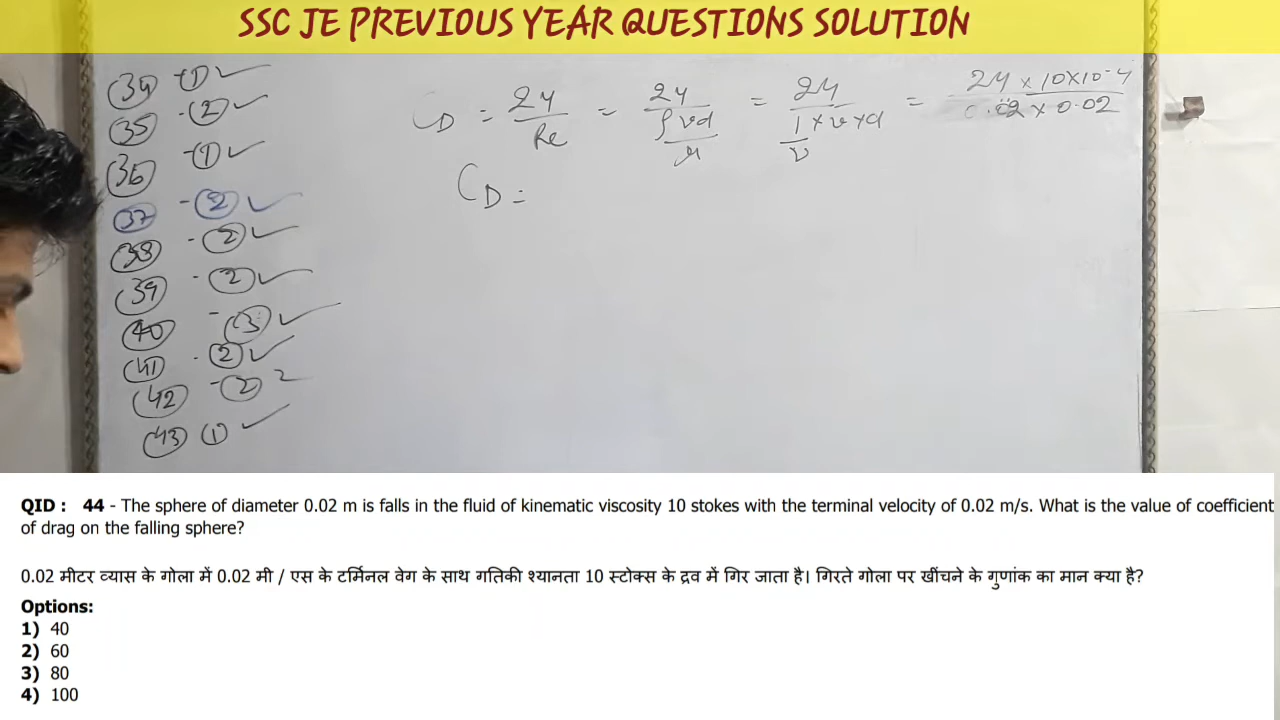 SSC JE PREVIOUS YEAR QUESTIONS SOLUTION
34 - 1 ✓
35 - 2 ✓
36 - 1 ✓
37 - 2 ✓
38 - 2 ✓
39 - 2 ✓
40 - 3 ✓
41 - 2 ✓
42 - 2
43 1 ✓
C_D = 24/Re = 24/(ρvd/μ) = 24/(1/ν × v × d) = 24 × 10 × 10⁻⁴/(0.02 × 0.02)
C_D =
QID : 44 - The sphere of diameter 0.02 m is falls in the fluid of kinematic viscosity 10 stokes with the terminal velocity of 0.02 m/s. What is the value of coefficient
of drag on the falling sphere?
0.02 मीटर व्यास के गोला में 0.02 मी / एस के टर्मिनल वेग के साथ गतिकी श्यानता 10 स्टोक्स के द्रव में गिर जाता है। गिरते गोला पर खींचने के गुणांक का मान क्या है?
Options:
1) 40
2) 60
3) 80
4) 100